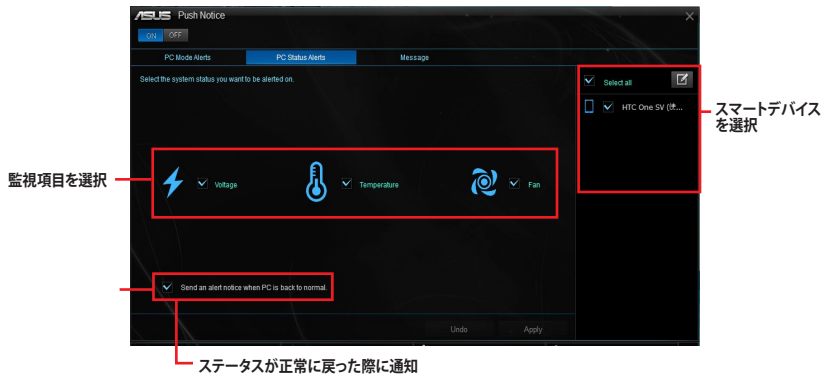 ASUS Push Notice
ON OFF
PC Mode Alerts PC Status Alerts Message
Select the system status you want to be alerted on.
Select all
HTC One SV (世...
スマートデバイス
を選択
監視項目を選択
Voltage Temperature Fan
Send an alert notice when PC is back to normal.
Undo Apply
ステータスが正常に戻った際に通知